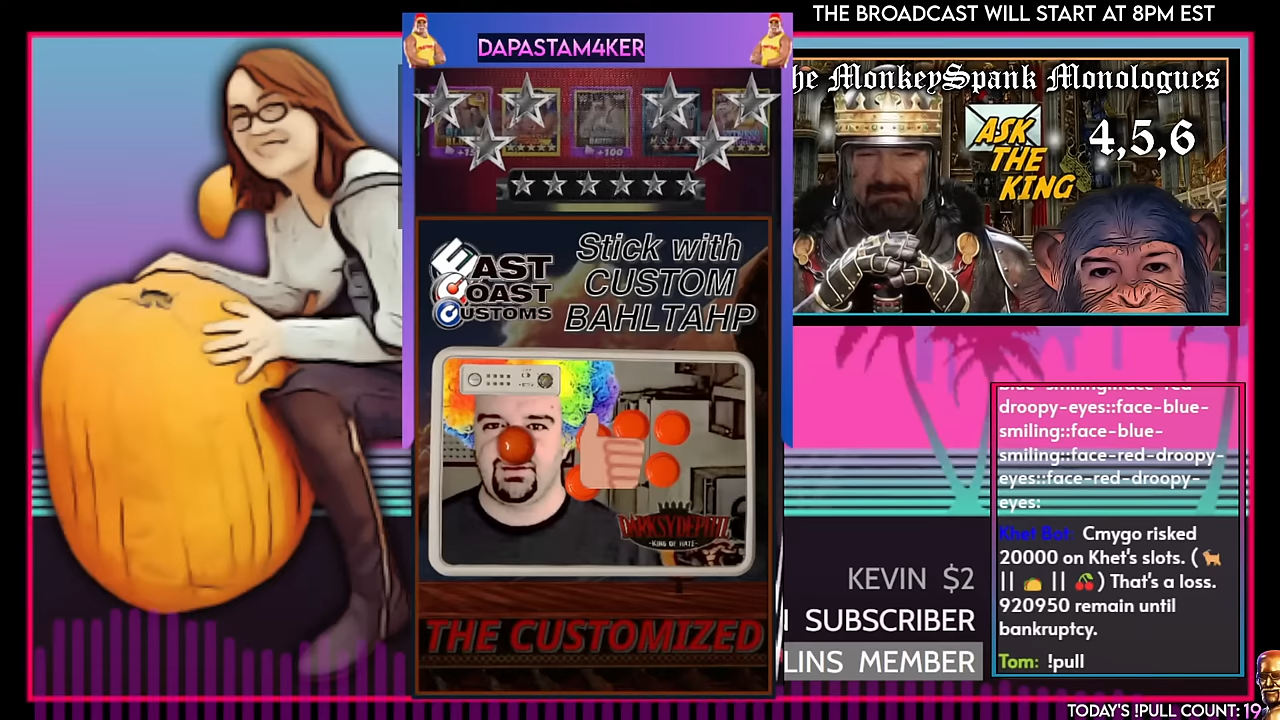 THE BROADCAST WILL START AT 8PM EST
DAPASTAM4KER
he MonkeySpank Monologues
ASK
THE
KING
4,5,6
+100
EAST
COAST
CUSTOMS
Stick with
CUSTOM
BAHLTAHP
DARKSYDEPHIL
-KING OF HATE-
THE CUSTOMIZED
droopy-eyes::face-blue-
smiling::face-blue-
smiling::face-red-droopy-
eyes::face-red-droopy-
eyes:
Khet Bot: Cmygo risked
20000 on Khet's slots. (🐕
|| 🌮 || 🍒) That's a loss.
920950 remain until
bankruptcy.
Tom: !pull
KEVIN $2
SUBSCRIBER
LINS MEMBER
TODAY'S !PULL COUNT: 19